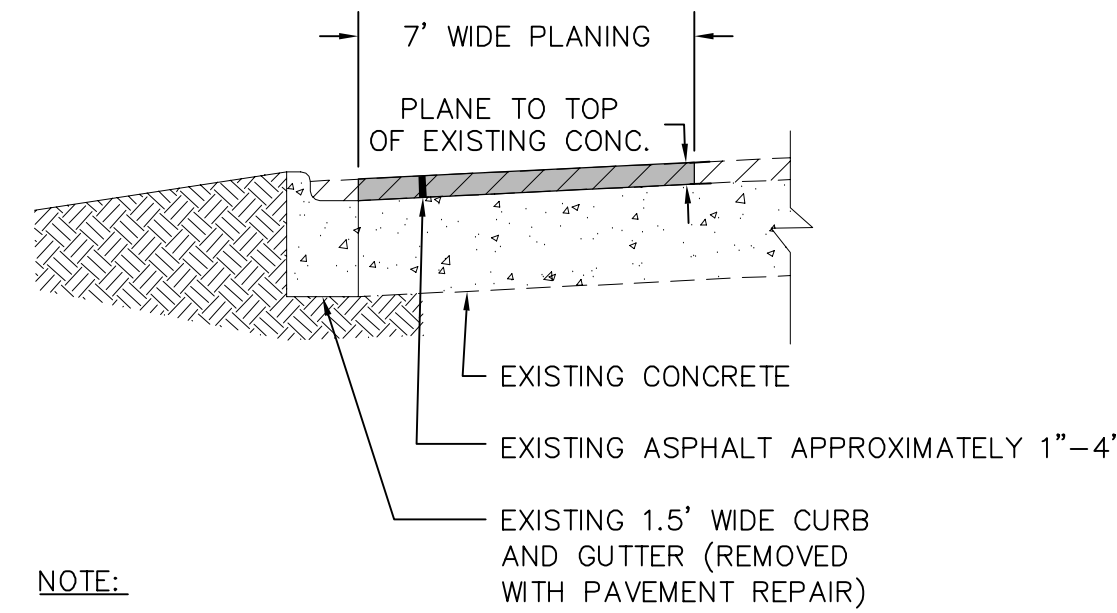 7' WIDE PLANING
PLANE TO TOP
OF EXISTING CONC.
EXISTING CONCRETE
EXISTING ASPHALT APPROXIMATELY 1"–4'
EXISTING 1.5' WIDE CURB
AND GUTTER (REMOVED
WITH PAVEMENT REPAIR)
NOTE: